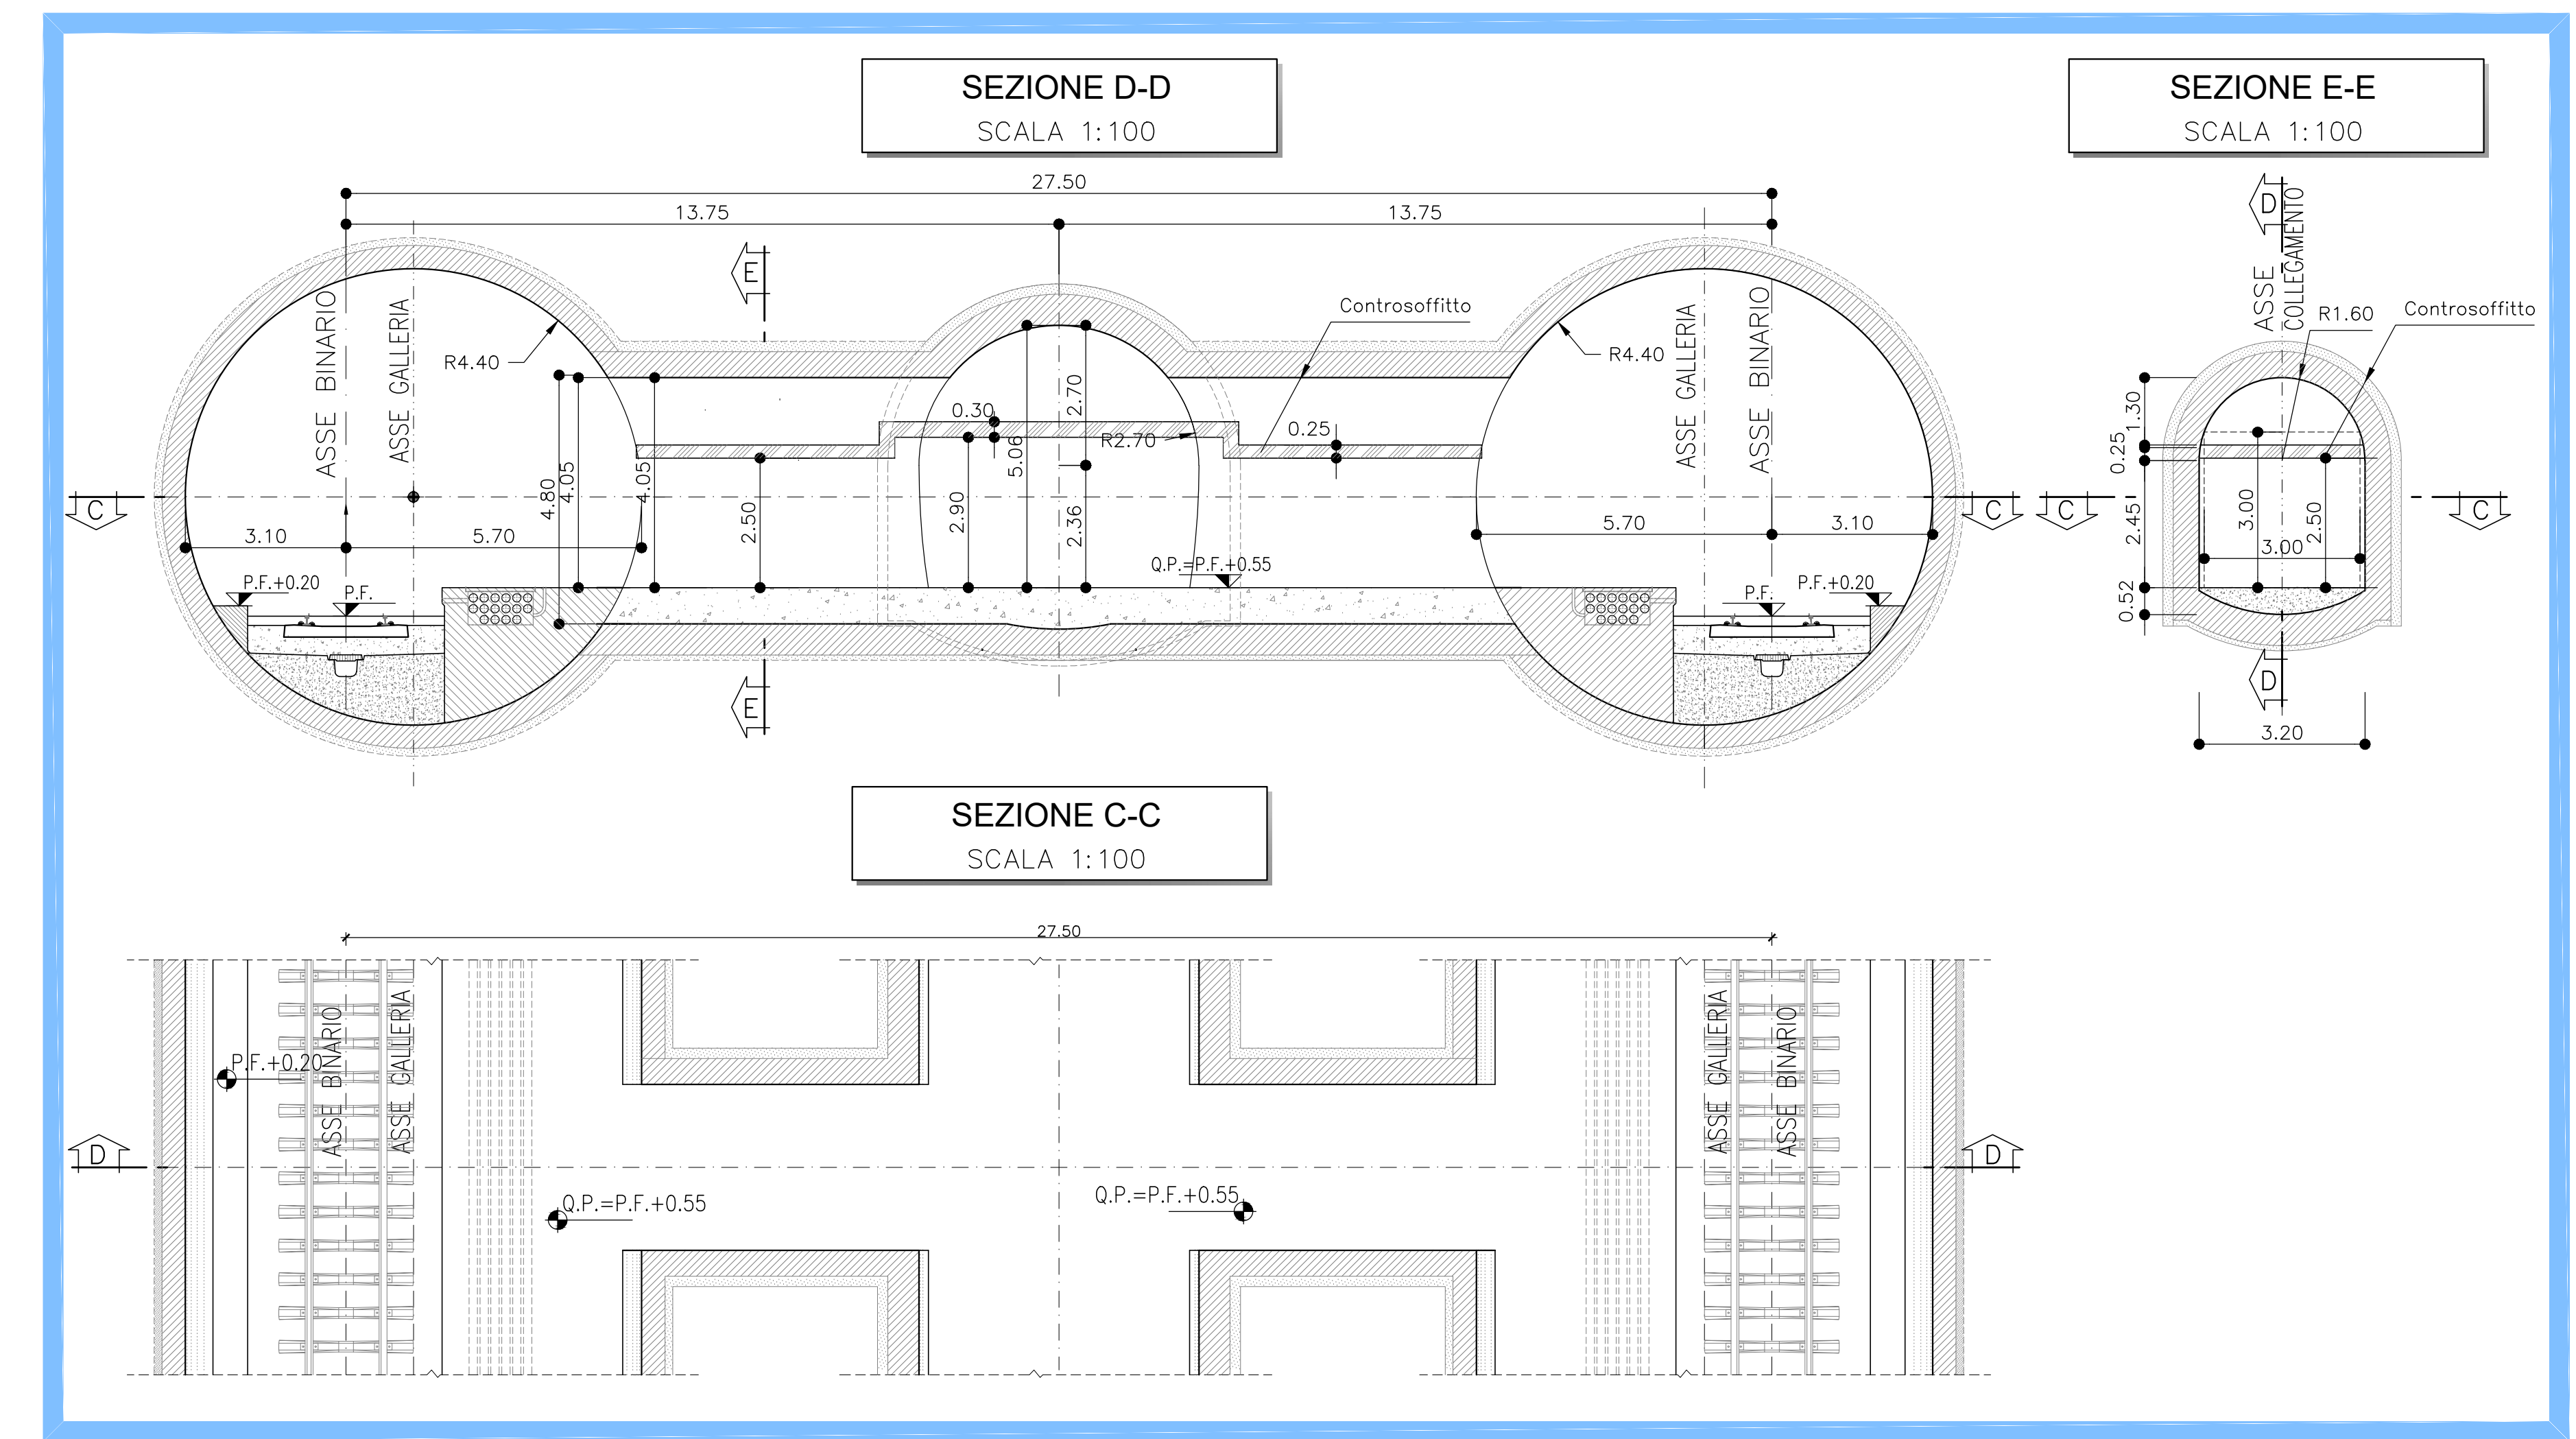 SEZIONE D-D
SCALA 1:100
SEZIONE E-E
SCALA 1:100
27.50
13.75
13.75
E
D
ASSE
COLLEGAMENTO
Controsoffitto
R1.60
Controsoffitto
ASSE BINARIO
ASSE GALLERIA
R4.40
R4.40
ASSE GALLERIA
ASSE BINARIO
2.70
0.30
R2.70
0.25
5.06
4.80
4.05
4.05
2.50
2.90
2.36
1.30
0.25
2.45
0.52
3.00
2.50
3.00
C
C
C
C
3.10
5.70
5.70
3.10
P.F.+0.20
P.F.
Q.P.=P.F.+0.55
P.F.
P.F.+0.20
E
D
3.20
SEZIONE C-C
SCALA 1:100
27.50
ASSE BINARIO
ASSE GALLERIA
ASSE GALLERIA
ASSE BINARIO
P.F.+0.20
D
D
Q.P.=P.F.+0.55
Q.P.=P.F.+0.55